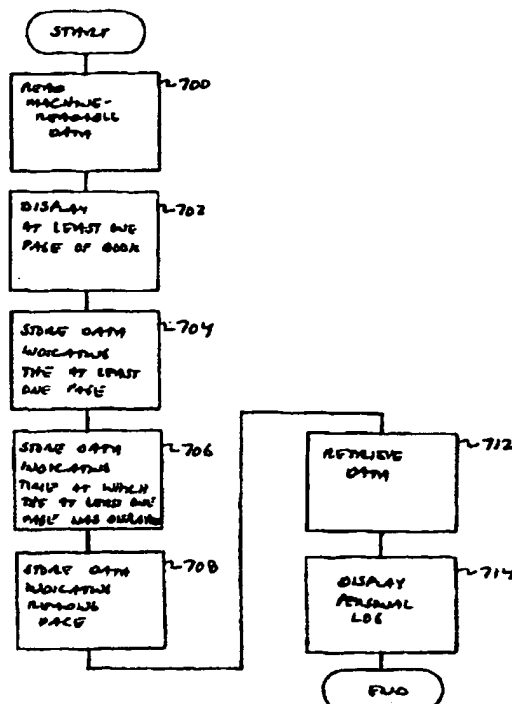 START
READ
MACHINE-
READABLE
DATA
700
DISPLAY
AT LEAST ONE
PAGE OF BOOK
702
STORE DATA
INDICATING
THE AT LEAST
ONE PAGE
704
STORE DATA
INDICATING
TIME AT WHICH
THE AT LEAST ONE
PAGE WAS DISPLAYED
706
STORE DATA
INDICATING
READING
PACE
708
RETRIEVE
DATA
712
DISPLAY
PERSONAL
LOG
714
END